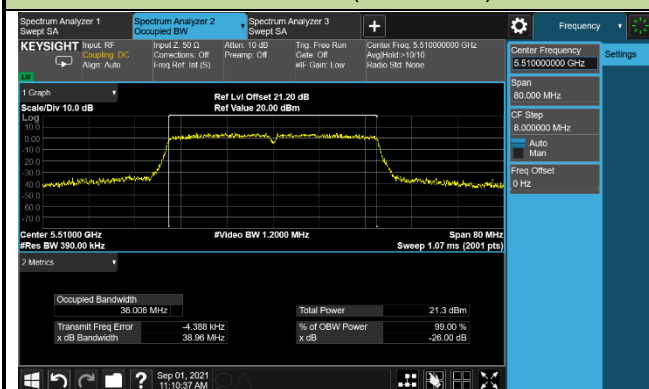 Spectrum Analyzer 1
Swept SA
Spectrum Analyzer 2
Occupied BW
Spectrum Analyzer 3
Swept SA
+
Frequency
KEYSIGHT
Input: RF
Coupling: DC
Align: Auto
Input Z: 50 Ω
Corrections: Off
Freq Ref: Int (S)
Atten: 10 dB
Preamp: Off
Trig: Free Run
Gate: Off
#IF Gain: Low
Center Freq: 5.510000000 GHz
Avg|Hold:>10/10
Radio Std: None
Center Frequency
5.510000000 GHz
Settings
Span
80.000 MHz
CF Step
8.000000 MHz
Auto
Man
Freq Offset
0 Hz
1 Graph
Scale/Div 10.0 dB
Ref Lvl Offset 21.20 dB
Ref Value 20.00 dBm
Log
10.0
0.00
-10.0
-20.0
-30.0
-40.0
-50.0
-60.0
-70.0
Center 5.51000 GHz
#Video BW 1.2000 MHz
Span 80 MHz
#Res BW 390.00 kHz
Sweep 1.07 ms (2001 pts)
2 Metrics
Occupied Bandwidth
36.006 MHz
Total Power
21.3 dBm
Transmit Freq Error
-4.388 kHz
% of OBW Power
99.00 %
x dB Bandwidth
38.96 MHz
x dB
-26.00 dB
?
Sep 01, 2021
11:10:37 AM